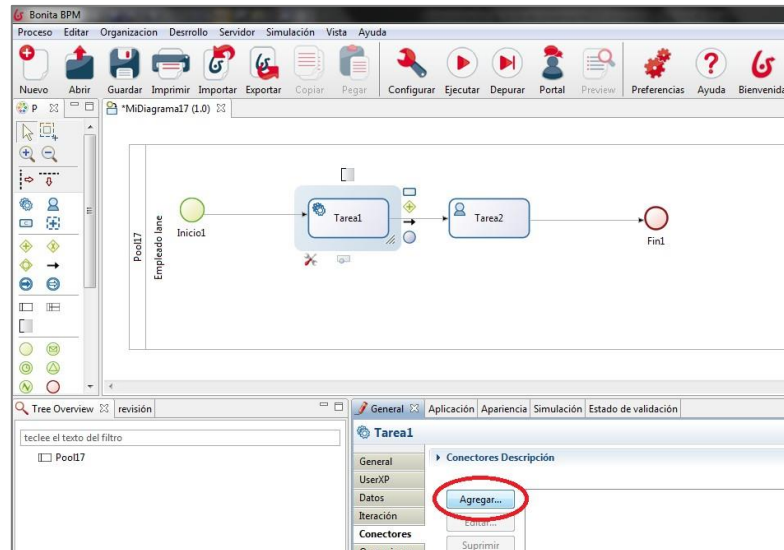 Bonita BPM
Proceso Editar Organizacion Desrrollo Servidor Simulación Vista Ayuda
Nuevo Abrir Guardar Imprimir Importar Exportar Copiar Pegar Configurar Ejecutar Depurar Portal Preview Preferencias Ayuda Bienvenida
P
*MiDiagrama17 (1.0)
Pool17
Empleado lane
Inicio1
Tarea1
Tarea2
Fin1
Tree Overview revisión
teclee el texto del filtro
Pool17
General Aplicación Apariencia Simulación Estado de validación
Tarea1
General
UserXP
Datos
Iteración
Conectores
Conectores Descripción
Agregar...
Editar...
Suprimir